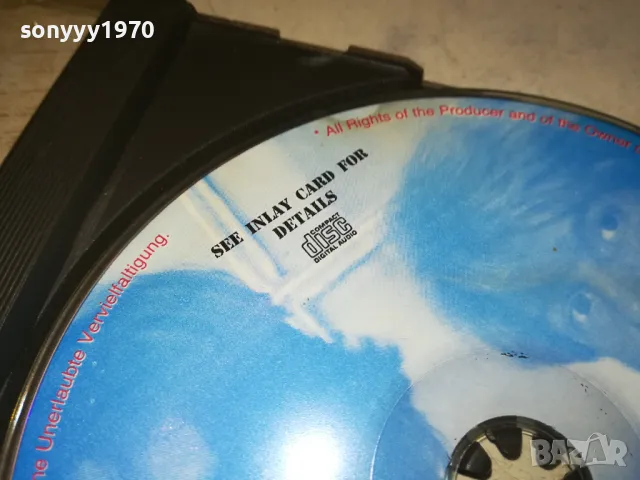 sonyyy1970
• All Rights of the Producer and of the Owner
SEE INLAY CARD FOR
DETAILS
COMPACT
disc
DIGITAL AUDIO
Unerlaubte Vervielfältigung.
BAZAR